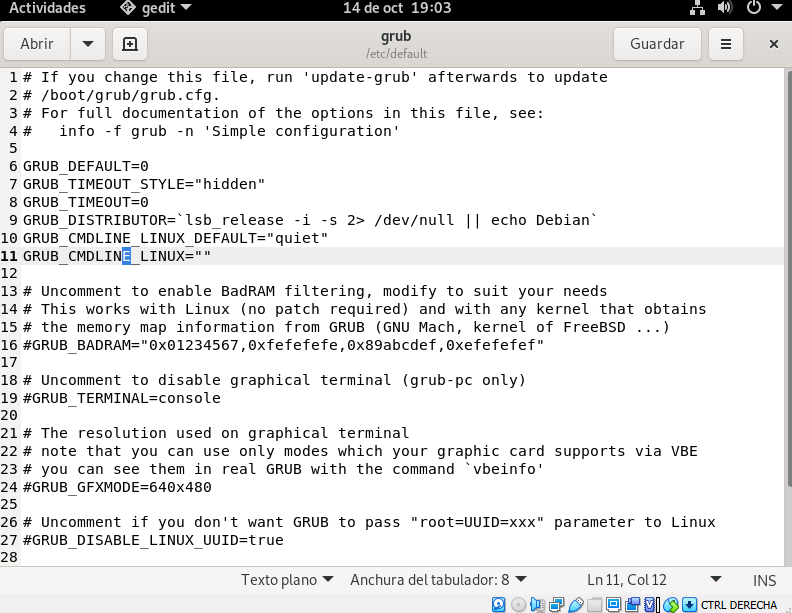 Actividades gedit 14 de oct 19:03
Abrir grub Guardar
/etc/default
1 # If you change this file, run 'update-grub' afterwards to update
2 # /boot/grub/grub.cfg.
3 # For full documentation of the options in this file, see:
4 #   info -f grub -n 'Simple configuration'
5
6 GRUB_DEFAULT=0
7 GRUB_TIMEOUT_STYLE="hidden"
8 GRUB_TIMEOUT=0
9 GRUB_DISTRIBUTOR=`lsb_release -i -s 2> /dev/null || echo Debian`
10 GRUB_CMDLINE_LINUX_DEFAULT="quiet"
11 GRUB_CMDLINE_LINUX=""
12
13 # Uncomment to enable BadRAM filtering, modify to suit your needs
14 # This works with Linux (no patch required) and with any kernel that obtains
15 # the memory map information from GRUB (GNU Mach, kernel of FreeBSD ...)
16 #GRUB_BADRAM="0x01234567,0xfefefefe,0x89abcdef,0xefefefef"
17
18 # Uncomment to disable graphical terminal (grub-pc only)
19 #GRUB_TERMINAL=console
20
21 # The resolution used on graphical terminal
22 # note that you can use only modes which your graphic card supports via VBE
23 # you can see them in real GRUB with the command `vbeinfo'
24 #GRUB_GFXMODE=640x480
25
26 # Uncomment if you don't want GRUB to pass "root=UUID=xxx" parameter to Linux
27 #GRUB_DISABLE_LINUX_UUID=true
28
Texto plano Anchura del tabulador: 8 Ln 11, Col 12 INS
CTRL DERECHA